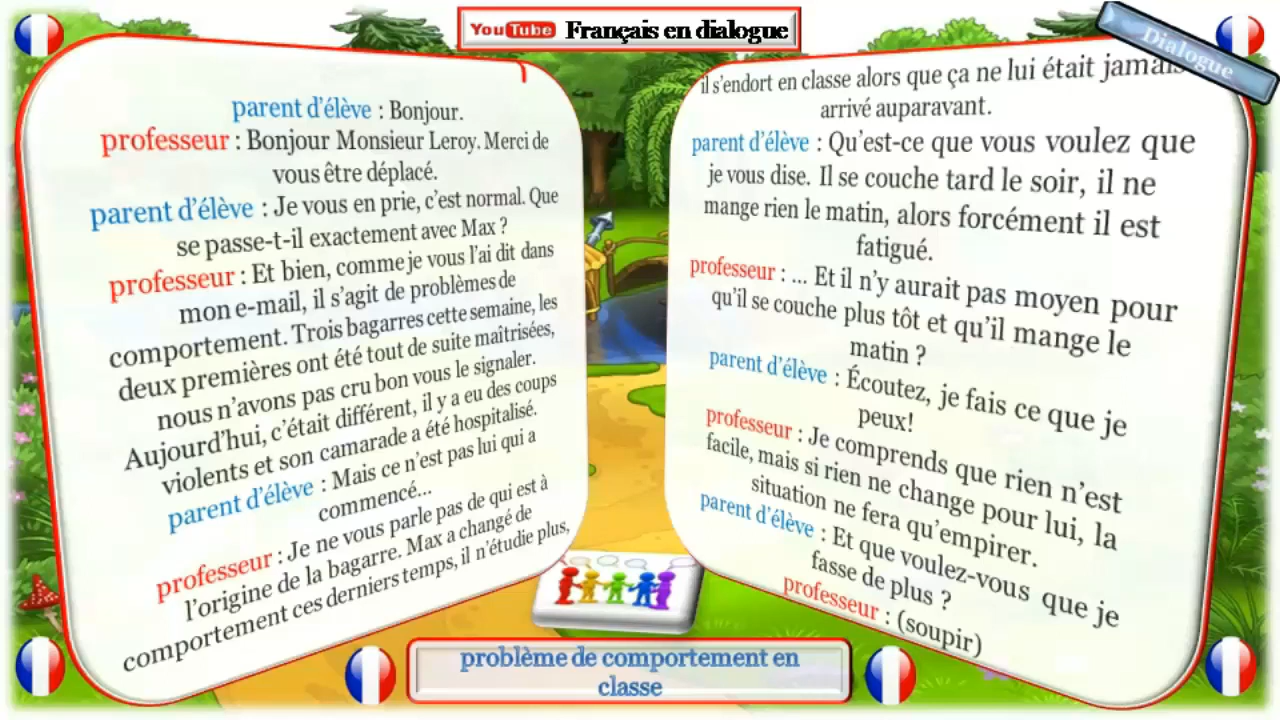 YouTube Français en dialogue
Dialogue
parent d'élève : Bonjour.
professeur : Bonjour Monsieur Leroy. Merci de
vous être déplacé.
parent d'élève : Je vous en prie, c'est normal. Que
se passe-t-il exactement avec Max ?
professeur : Et bien, comme je vous l'ai dit dans
mon e-mail, il s'agit de problèmes de
comportement. Trois bagarres cette semaine, les
deux premières ont été tout de suite maîtrisées,
nous n'avons pas cru bon vous le signaler.
Aujourd'hui, c'était différent, il y a eu des coups
violents et son camarade a été hospitalisé.
parent d'élève : Mais ce n'est pas lui qui a
commencé...
professeur : Je ne vous parle pas de qui est à
l'origine de la bagarre. Max a changé de
comportement ces derniers temps, il n'étudie plus,
il s'endort en classe alors que ça ne lui était jamais
arrivé auparavant.
parent d'élève : Qu'est-ce que vous voulez que
je vous dise. Il se couche tard le soir, il ne
mange rien le matin, alors forcément il est
fatigué.
professeur : ... Et il n'y aurait pas moyen pour
qu'il se couche plus tôt et qu'il mange le
matin ?
parent d'élève : Écoutez, je fais ce que je
peux!
professeur : Je comprends que rien n'est
facile, mais si rien ne change pour lui, la
situation ne fera qu'empirer.
parent d'élève : Et que voulez-vous que je
fasse de plus ?
professeur : (soupir)
problème de comportement en
classe